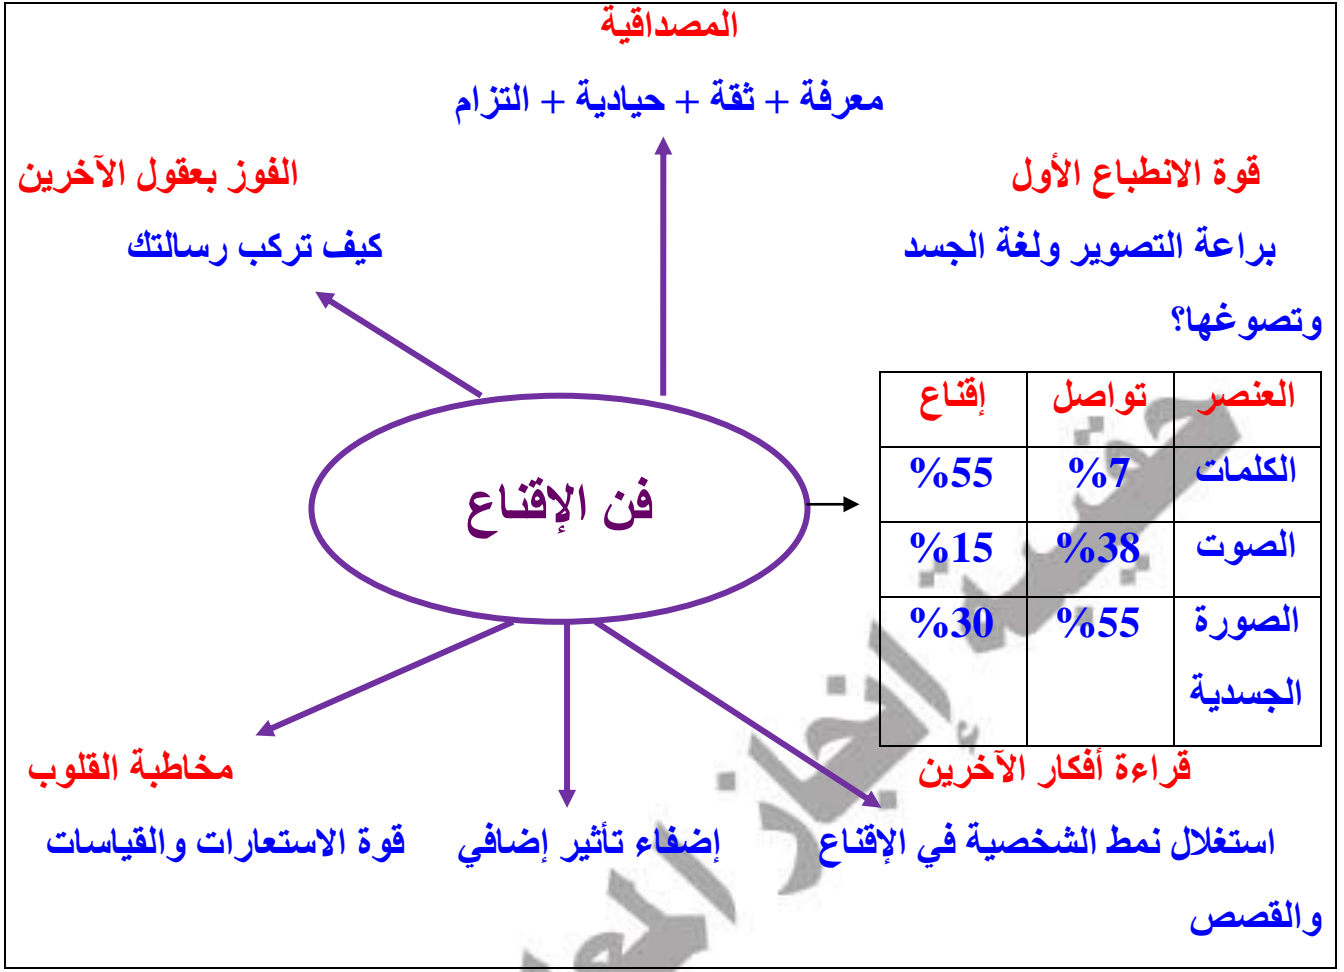 المصداقية
معرفة + ثقة + حيادية + التزام
قوة الانطباع الأول الفوز بعقول الآخرين
براعة التصوير ولغة الجسد كيف تركب رسالتك
وتصوغها؟
العنصر تواصل إقناع
الكلمات %7 %55
الصوت %38 %15
الصورة %55 %30
الجسدية
فن الإقناع
قراءة أفكار الآخرين مخاطبة القلوب
استغلال نمط الشخصية في الإقناع إضفاء تأثير إضافي قوة الاستعارات والقياسات
والقصص